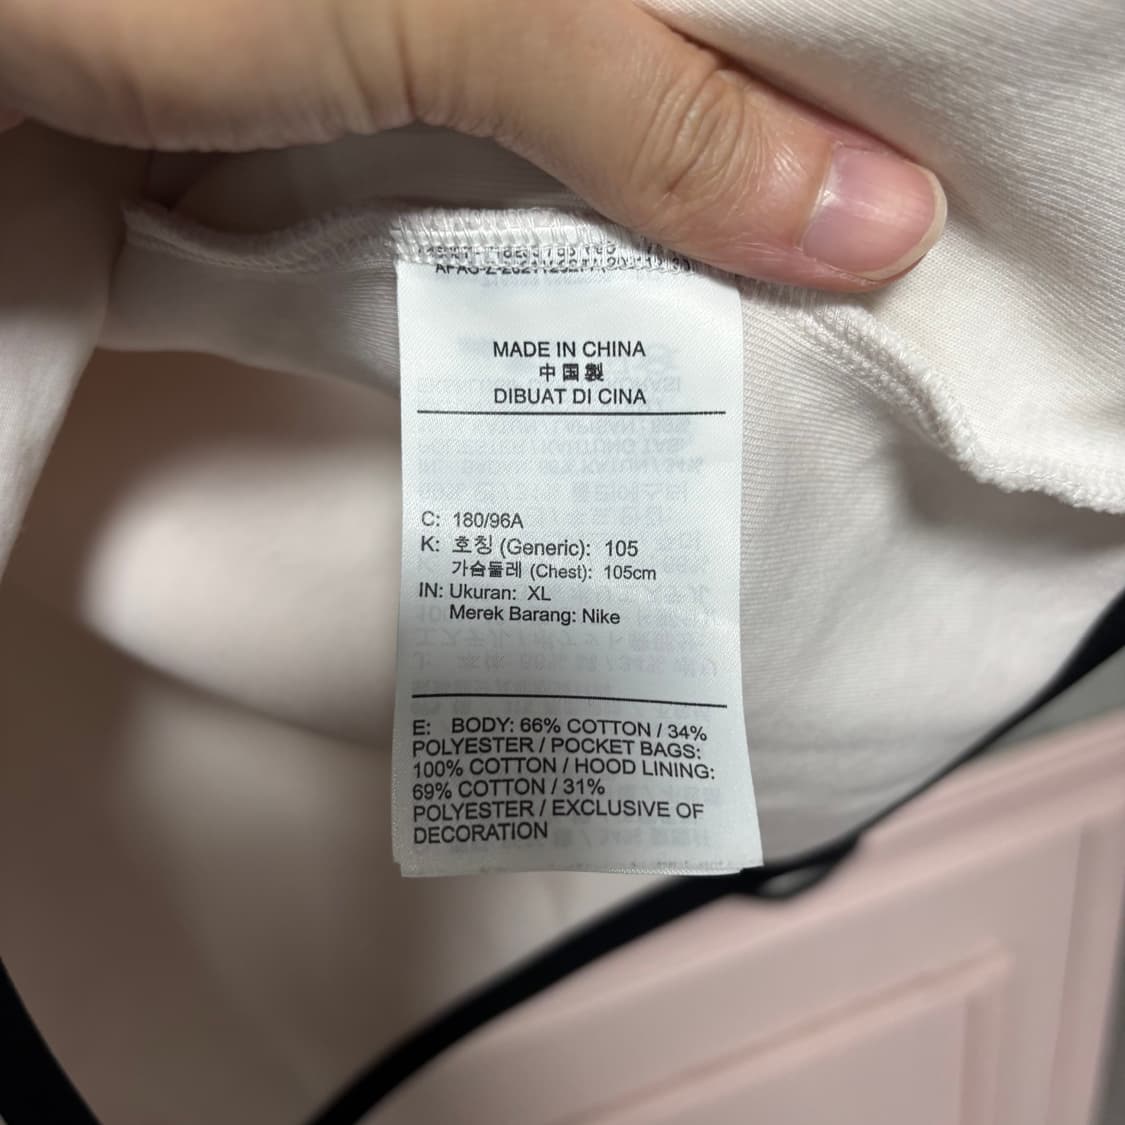 MADE IN CHINA
中国製
DIBUAT DI CINA
C: 180/96A
K: 호칭 (Generic): 105
가슴둘레 (Chest): 105cm
IN: Ukuran: XL
Merek Barang: Nike
E: BODY: 66% COTTON / 34%
POLYESTER / POCKET BAGS:
100% COTTON / HOOD LINING:
69% COTTON / 31%
POLYESTER / EXCLUSIVE OF
DECORATION